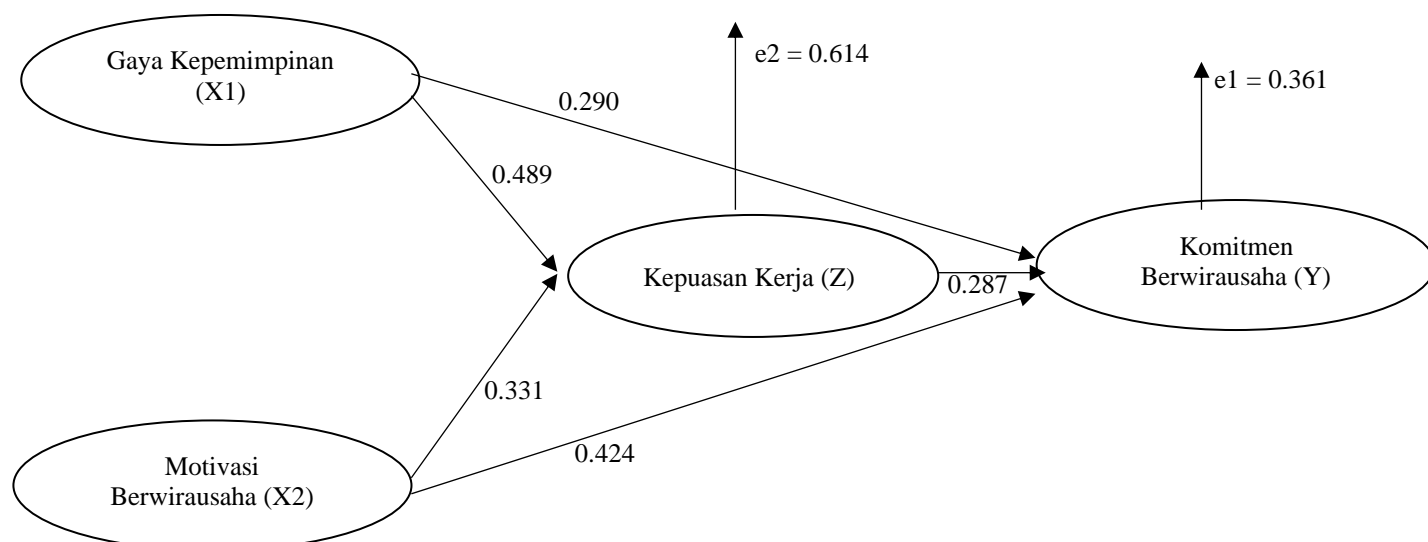 Gaya Kepemimpinan
(X1)
e2 = 0.614
e1 = 0.361
0.290
0.489
Kepuasan Kerja (Z)
0.287
Komitmen
Berwirausaha (Y)
0.331
0.424
Motivasi
Berwirausaha (X2)